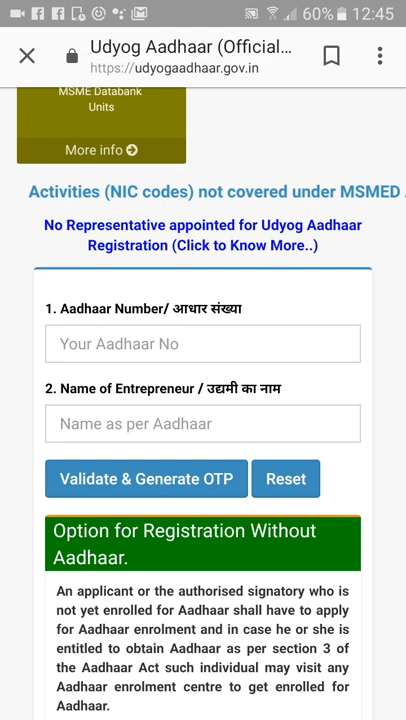 60% 12:45
Udyog Aadhaar (Official...
https://udyogaadhaar.gov.in
MSME Databank
Units
More info
Activities (NIC codes) not covered under MSMED
No Representative appointed for Udyog Aadhaar
Registration (Click to Know More..)
1. Aadhaar Number/ आधार संख्या
Your Aadhaar No
2. Name of Entrepreneur / उद्यमी का नाम
Name as per Aadhaar
Validate & Generate OTP Reset
Option for Registration Without
Aadhaar.
An applicant or the authorised signatory who is
not yet enrolled for Aadhaar shall have to apply
for Aadhaar enrolment and in case he or she is
entitled to obtain Aadhaar as per section 3 of
the Aadhaar Act such individual may visit any
Aadhaar enrolment centre to get enrolled for
Aadhaar.